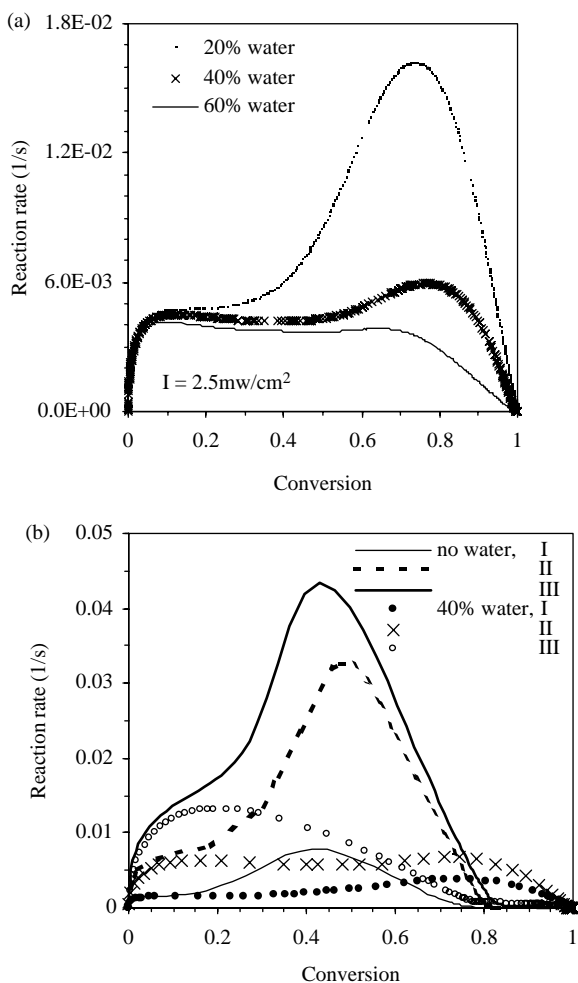 (a)
1.8E-02
1.2E-02
6.0E-03
0.0E+00
Reaction rate (1/s)
20% water
40% water
60% water
I = 2.5mw/cm²
0 0.2 0.4 0.6 0.8 1
Conversion
(b)
0.05
0.04
0.03
0.02
0.01
0
Reaction rate (1/s)
no water, I
II
III
40% water, I
II
III
0 0.2 0.4 0.6 0.8 1
Conversion